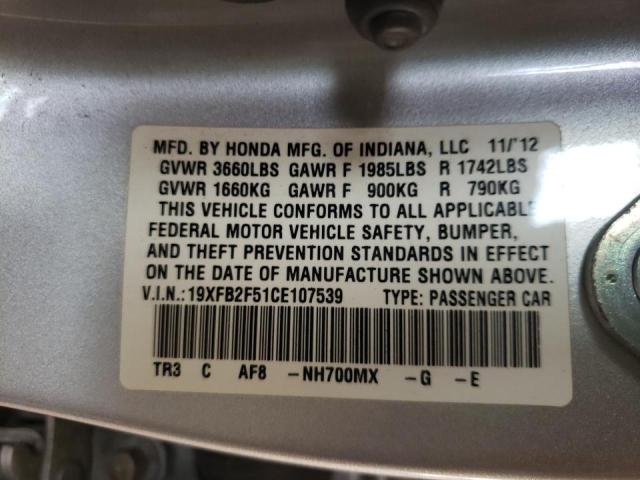 MFD. BY HONDA MFG. OF INDIANA, LLC 11/'12
GVWR 3660LBS GAWR F 1985LBS R 1742LBS
GVWR 1660KG GAWR F 900KG R 790KG
THIS VEHICLE CONFORMS TO ALL APPLICABLE
FEDERAL MOTOR VEHICLE SAFETY, BUMPER,
AND THEFT PREVENTION STANDARDS IN EFFECT
ON THE DATE OF MANUFACTURE SHOWN ABOVE.
V.I.N.:19XFB2F51CE107539 TYPE: PASSENGER CAR
TR3 C AF8 -NH700MX -G -E